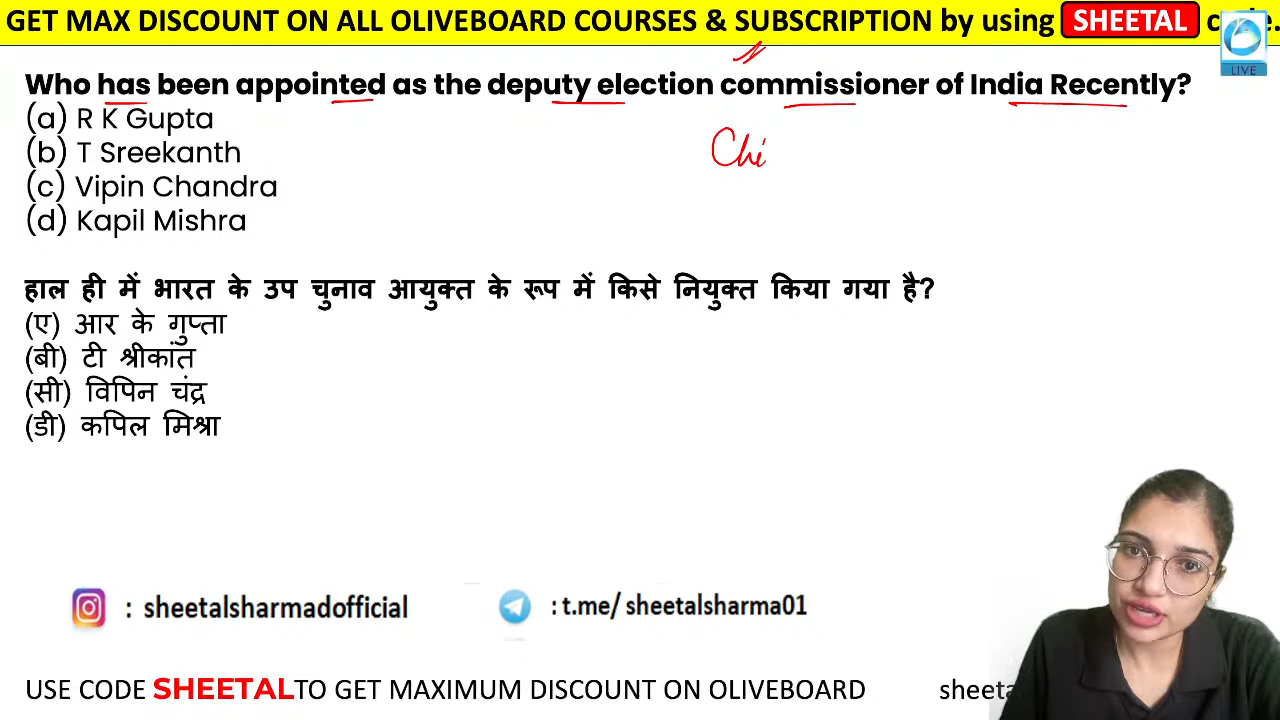 GET MAX DISCOUNT ON ALL OLIVEBOARD COURSES & SUBSCRIPTION by using SHEETAL code.
LIVE
Who has been appointed as the deputy election commissioner of India Recently?
(a) R K Gupta
Chi
(b) T Sreekanth
(c) Vipin Chandra
(d) Kapil Mishra
हाल ही में भारत के उप चुनाव आयुक्त के रूप में किसे नियुक्त किया गया है?
(ए) आर के गुप्ता
(बी) टी श्रीकांत
(सी) विपिन चंद्र
(डी) कपिल मिश्रा
: sheetalsharmadofficial : t.me/ sheetalsharma01
USE CODE SHEETALTO GET MAXIMUM DISCOUNT ON OLIVEBOARD